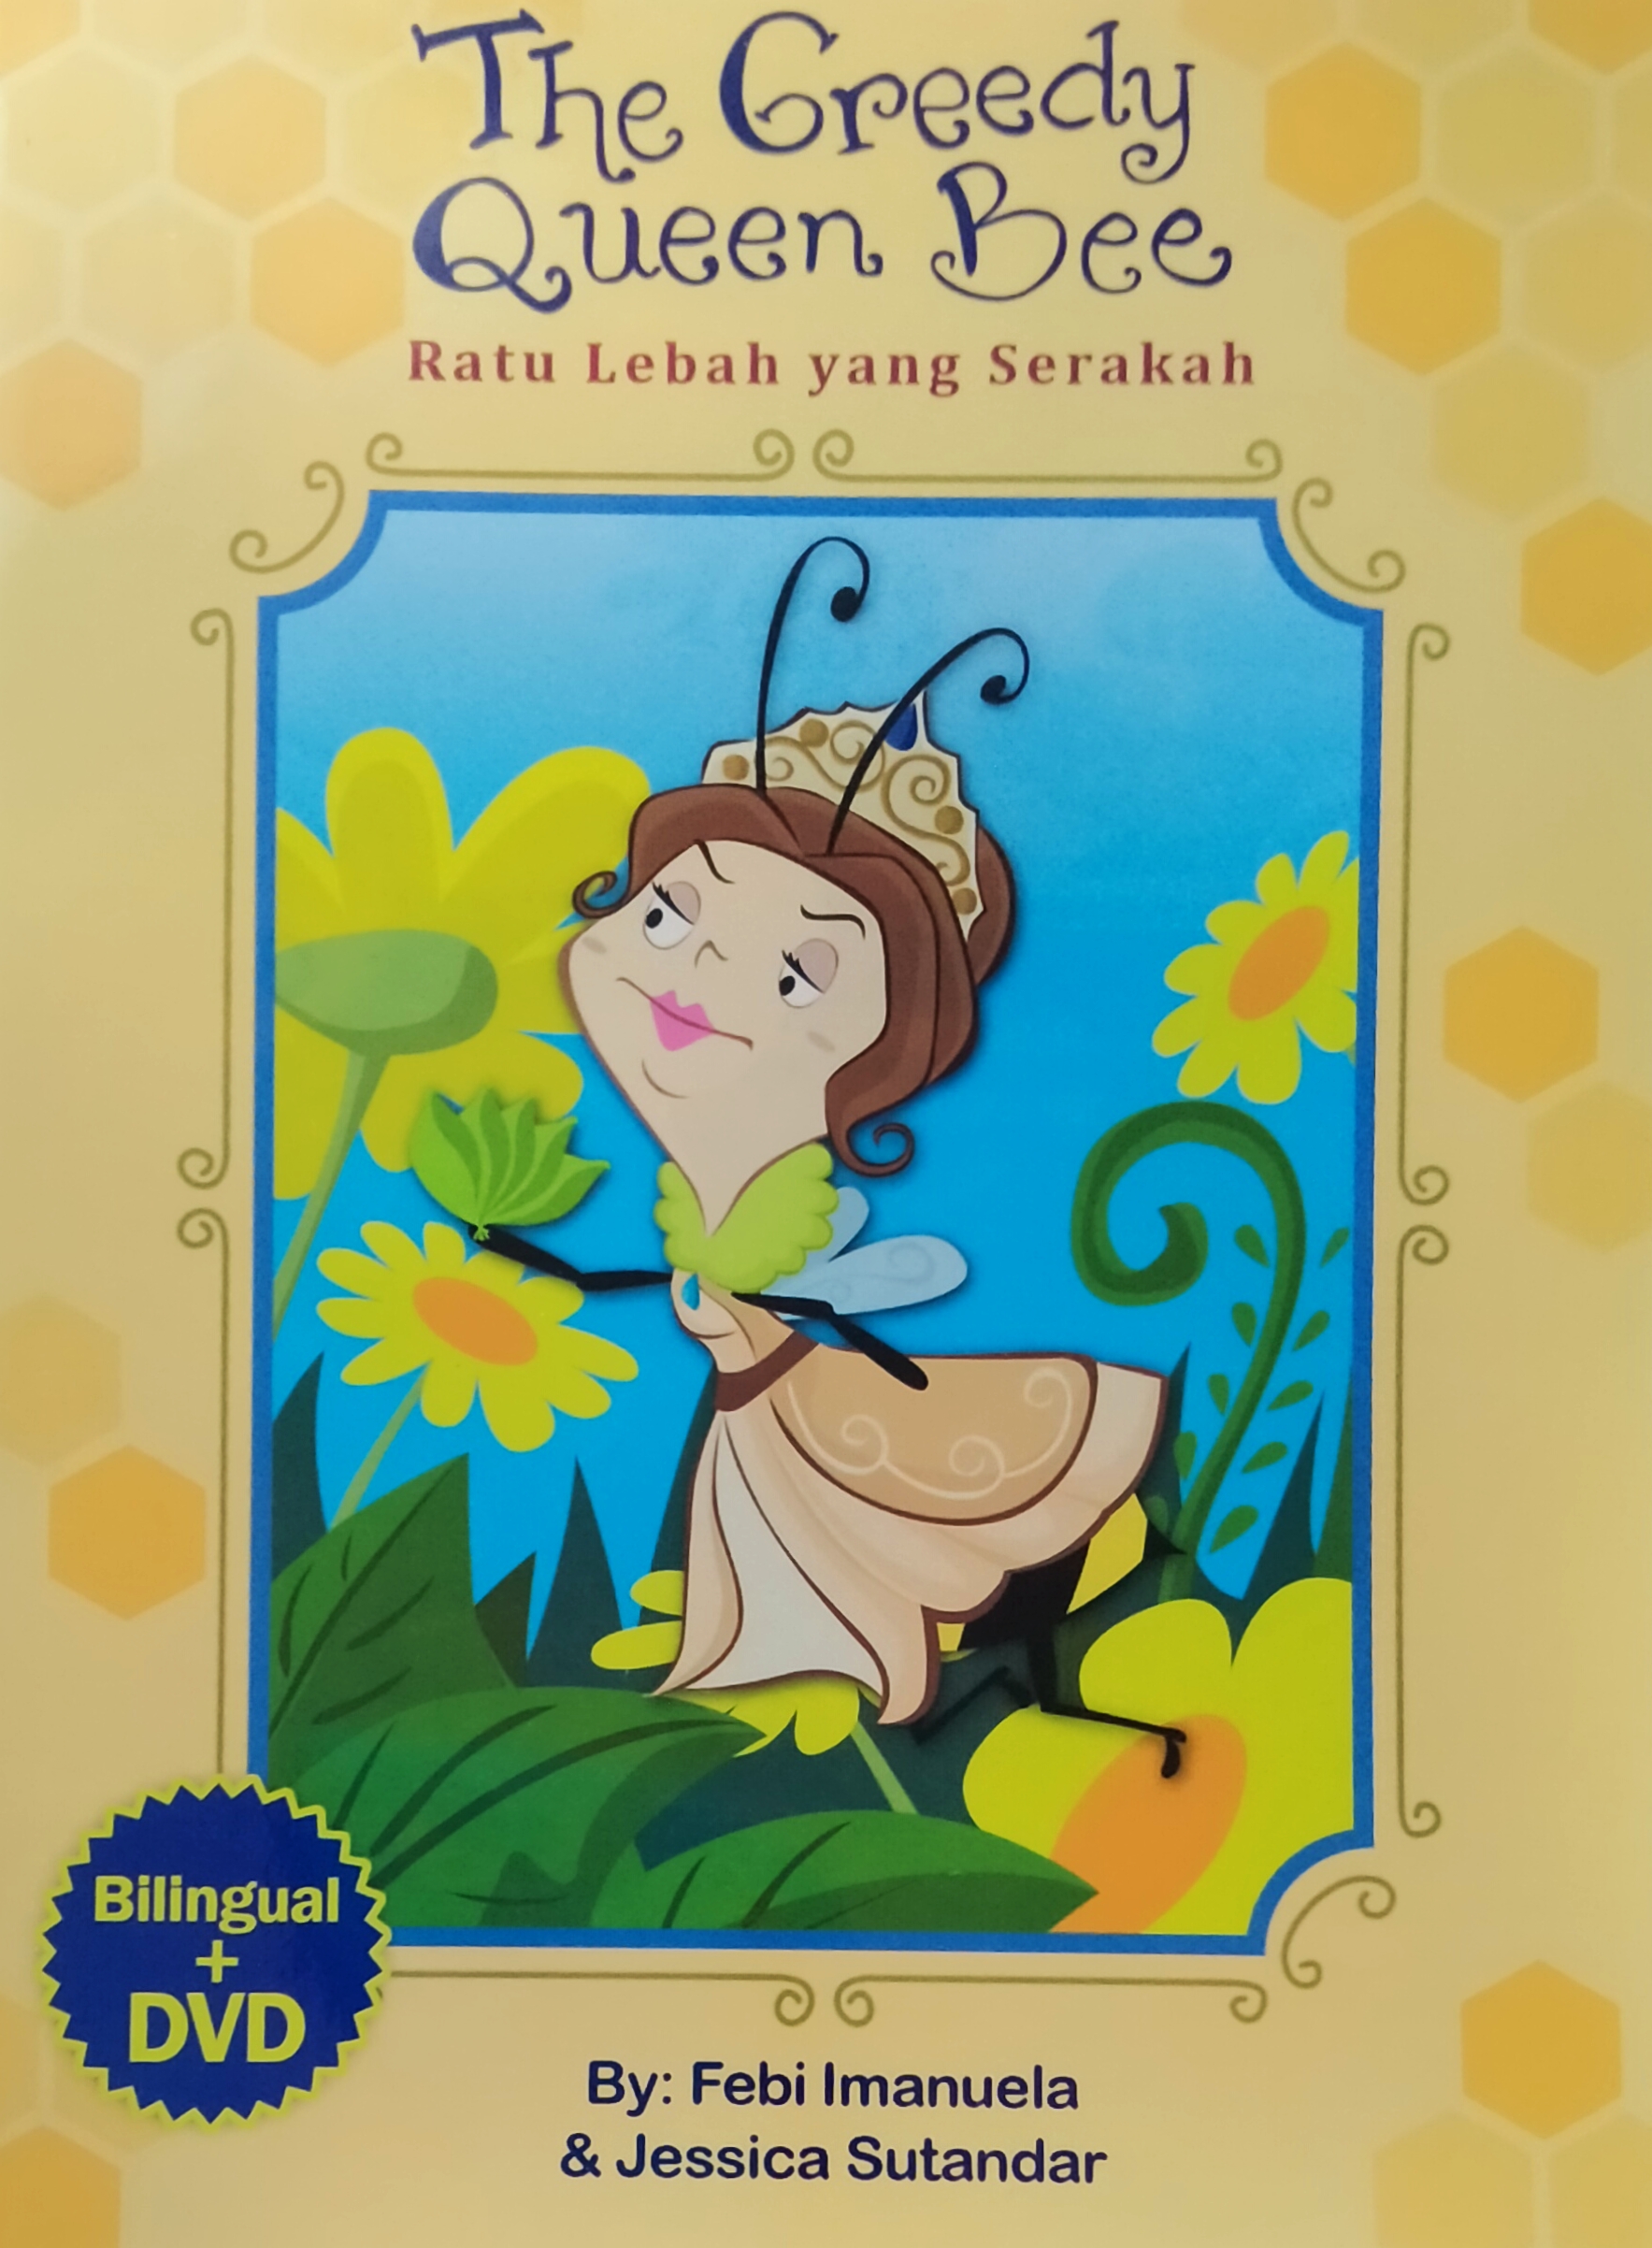 The Greedy
Queen Bee
Ratu Lebah yang Serakah
Bilingual
+
DVD
By: Febi Imanuela
& Jessica Sutandar